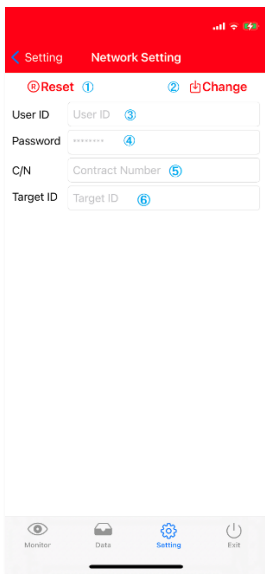 Setting Network Setting
®Reset ① ② Change
User ID User ID ③
Password ········ ④
C/N Contract Number ⑤
Target ID Target ID ⑥
Monitor Data Setting Exit